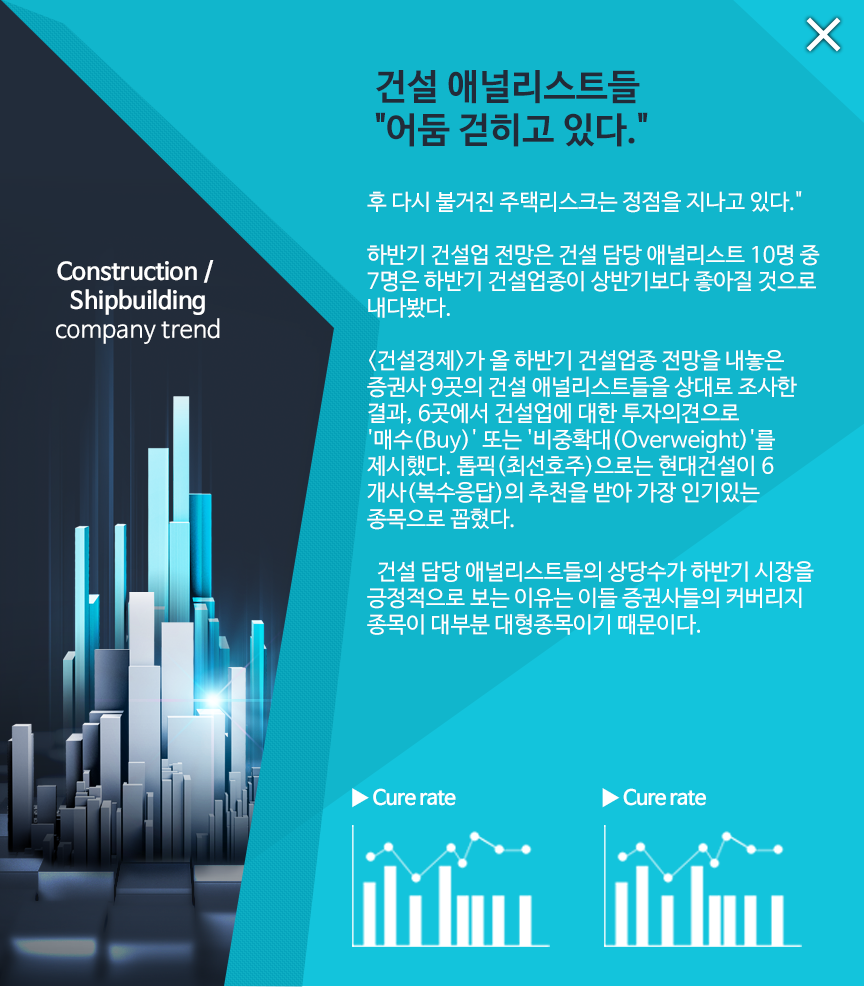 건설 애널리스트들
"어둠 걷히고 있다."
후 다시 불거진 주택리스크는 정점을 지나고 있다."
하반기 건설업 전망은 건설 담당 애널리스트 10명 중
7명은 하반기 건설업종이 상반기보다 좋아질 것으로
내다봤다.
<건설경제>가 올 하반기 건설업종 전망을 내놓은
증권사 9곳의 건설 애널리스트들을 상대로 조사한
결과, 6곳에서 건설업에 대한 투자의견으로
'매수(Buy)' 또는 '비중확대(Overweight)'를
제시했다. 톱픽(최선호주)으로는 현대건설이 6
개사(복수응답)의 추천을 받아 가장 인기있는
종목으로 꼽혔다.
건설 담당 애널리스트들의 상당수가 하반기 시장을
긍정적으로 보는 이유는 이들 증권사들의 커버리지
종목이 대부분 대형종목이기 때문이다.
Construction /
Shipbuilding
company trend
▶ Cure rate
▶ Cure rate